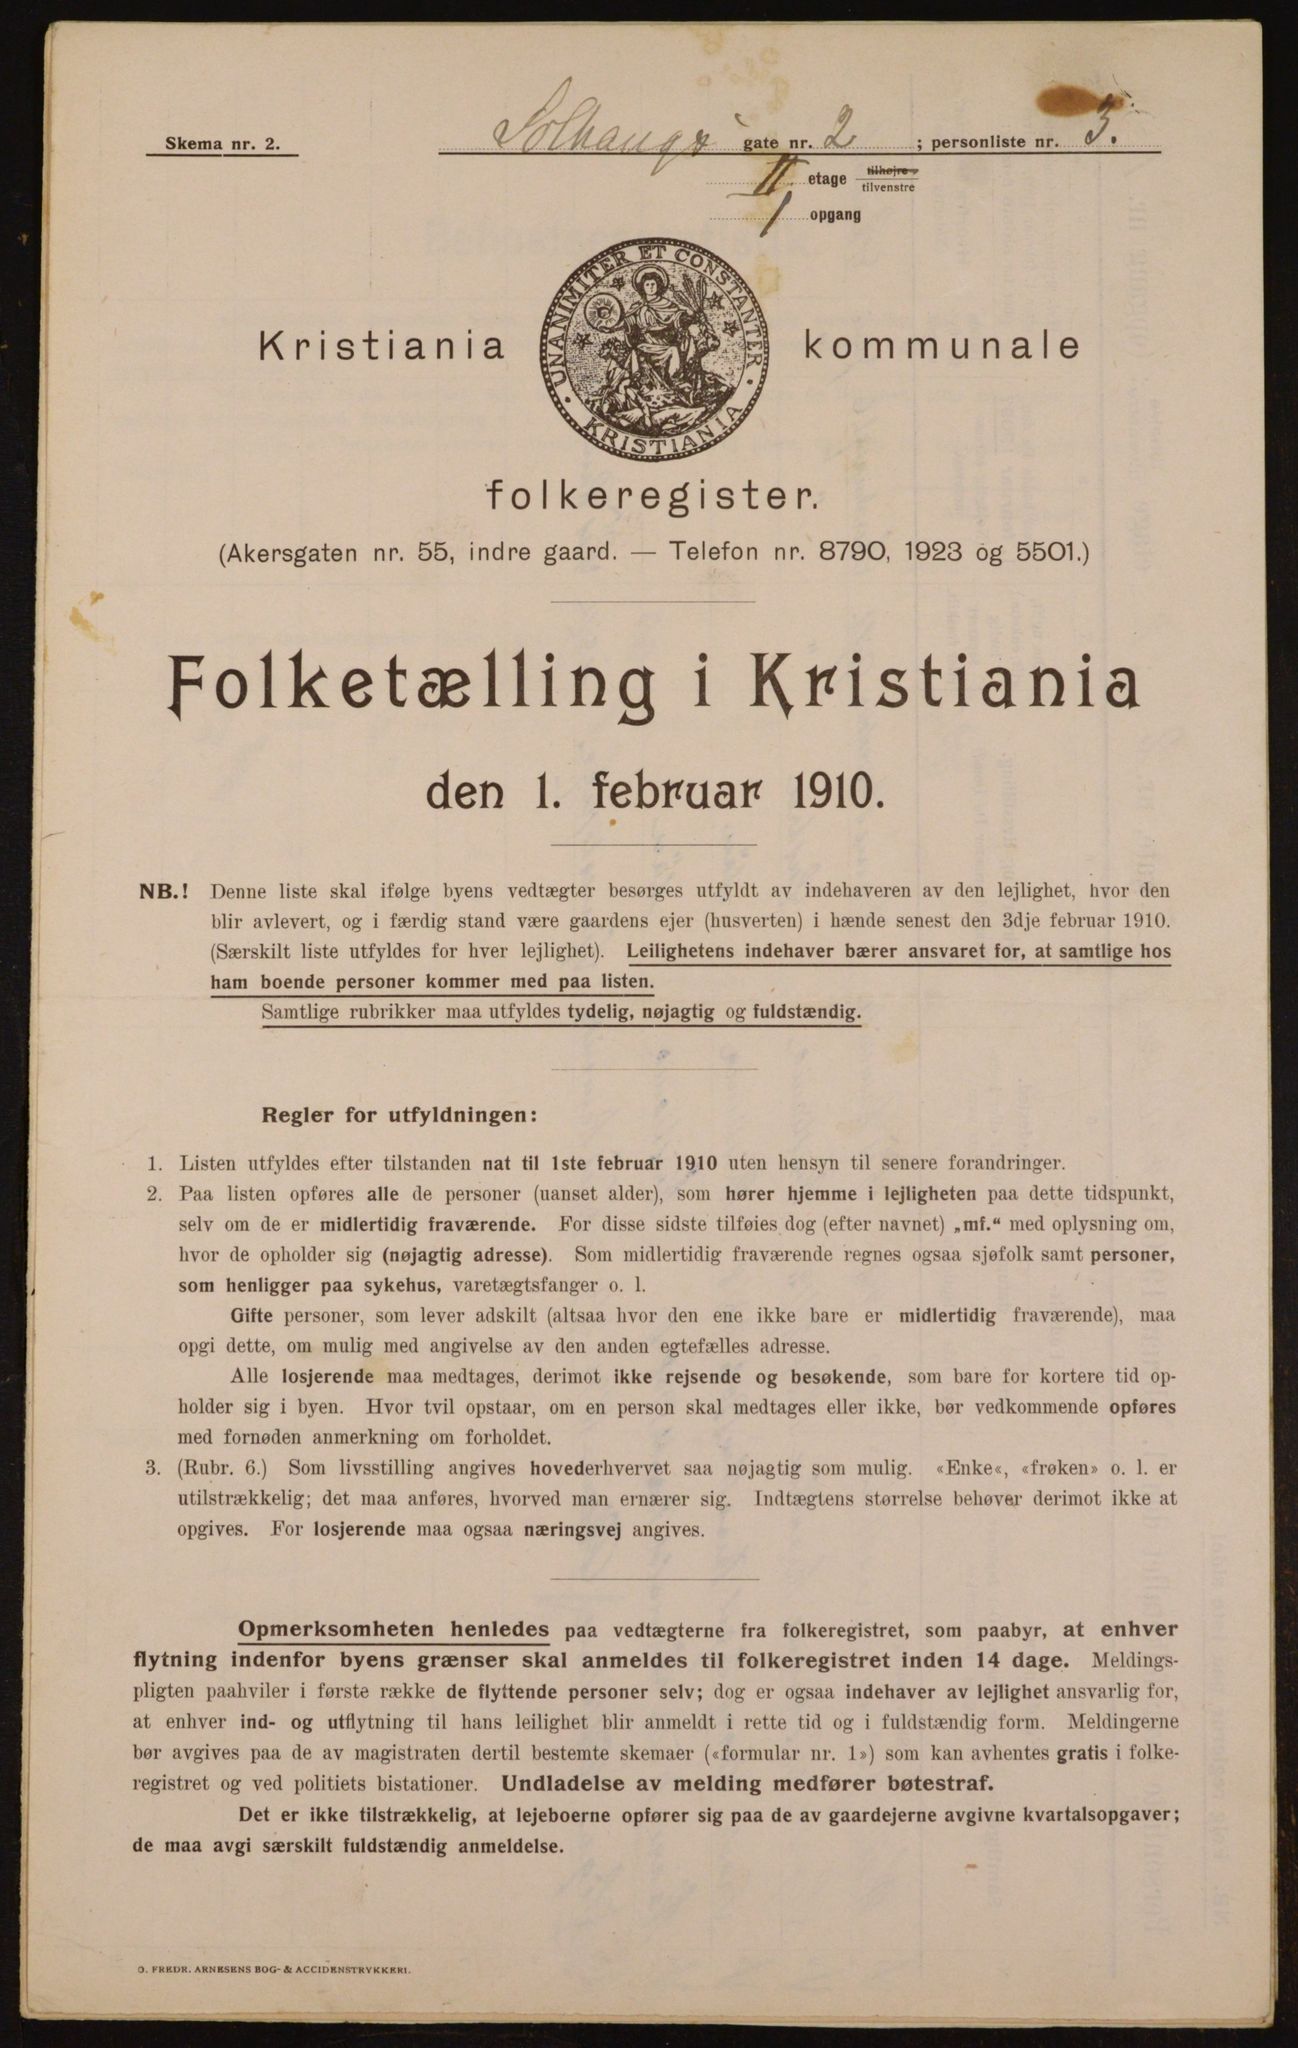 Skema nr. 2.
Solhaugs gate nr. 2 ; personliste nr. 3.
II etage tilhøjre
tilvenstre
1 opgang
UNANIMITER ET CONSTANTER
KRISTIANIA
Kristiania kommunale
folkeregister.
(Akersgaten nr. 55, indre gaard. — Telefon nr. 8790, 1923 og 5501.)
Folketælling i Kristiania
den 1. februar 1910.
NB.! Denne liste skal ifølge byens vedtægter besørges utfyldt av indehaveren av den lejlighet, hvor den
blir avlevert, og i færdig stand være gaardens ejer (husverten) i hænde senest den 3dje februar 1910.
(Særskilt liste utfyldes for hver lejlighet). Leilighetens indehaver bærer ansvaret for, at samtlige hos
ham boende personer kommer med paa listen.
Samtlige rubrikker maa utfyldes tydelig, nøjagtig og fuldstændig.
Regler for utfyldningen:
1. Listen utfyldes efter tilstanden nat til 1ste februar 1910 uten hensyn til senere forandringer.
2. Paa listen opføres alle de personer (uanset alder), som hører hjemme i lejligheten paa dette tidspunkt,
selv om de er midlertidig fraværende. For disse sidste tilføies dog (efter navnet) „mf.“ med oplysning om,
hvor de opholder sig (nøjagtig adresse). Som midlertidig fraværende regnes ogsaa sjøfolk samt personer,
som henligger paa sykehus, varetægtsfanger o. l.
Gifte personer, som lever adskilt (altsaa hvor den ene ikke bare er midlertidig fraværende), maa
opgi dette, om mulig med angivelse av den anden egtefælles adresse.
Alle losjerende maa medtages, derimot ikke rejsende og besøkende, som bare for kortere tid op-
holder sig i byen. Hvor tvil opstaar, om en person skal medtages eller ikke, bør vedkommende opføres
med fornøden anmerkning om forholdet.
3. (Rubr. 6.) Som livsstilling angives hovederhvervet saa nøjagtig som mulig. «Enke«, «frøken» o. l. er
utilstrækkelig; det maa anføres, hvorved man ernærer sig. Indtægtens størrelse behøver derimot ikke at
opgives. For losjerende maa ogsaa næringsvej angives.
Opmerksomheten henledes paa vedtægterne fra folkeregistret, som paabyr, at enhver
flytning indenfor byens grænser skal anmeldes til folkeregistret inden 14 dage. Meldings-
pligten paahviler i første række de flyttende personer selv; dog er ogsaa indehaver av lejlighet ansvarlig for,
at enhver ind- og utflytning til hans leilighet blir anmeldt i rette tid og i fuldstændig form. Meldingerne
bør avgives paa de av magistraten dertil bestemte skemaer («formular nr. 1») som kan avhentes gratis i folke-
registret og ved politiets bistationer. Undladelse av melding medfører bøtestraf.
Det er ikke tilstrækkelig, at lejeboerne opfører sig paa de av gaardejerne avgivne kvartalsopgaver;
de maa avgi særskilt fuldstændig anmeldelse.
O. FREDR. ARNESENS BOG- & ACCIDENSTRYKKERI.